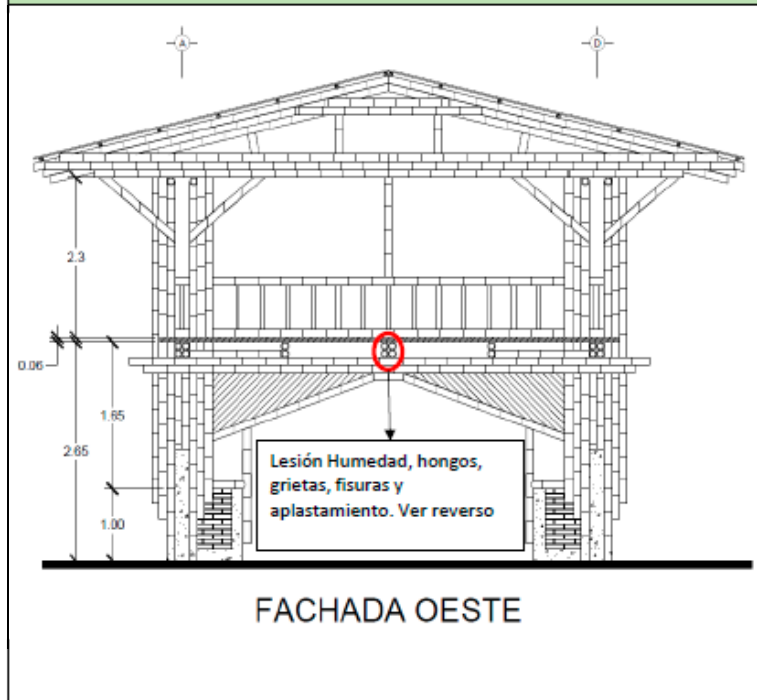 A
D
2.3
0.06
1.65
2.65
1.00
Lesión Humedad, hongos,
grietas, fisuras y
aplastamiento. Ver reverso
FACHADA OESTE